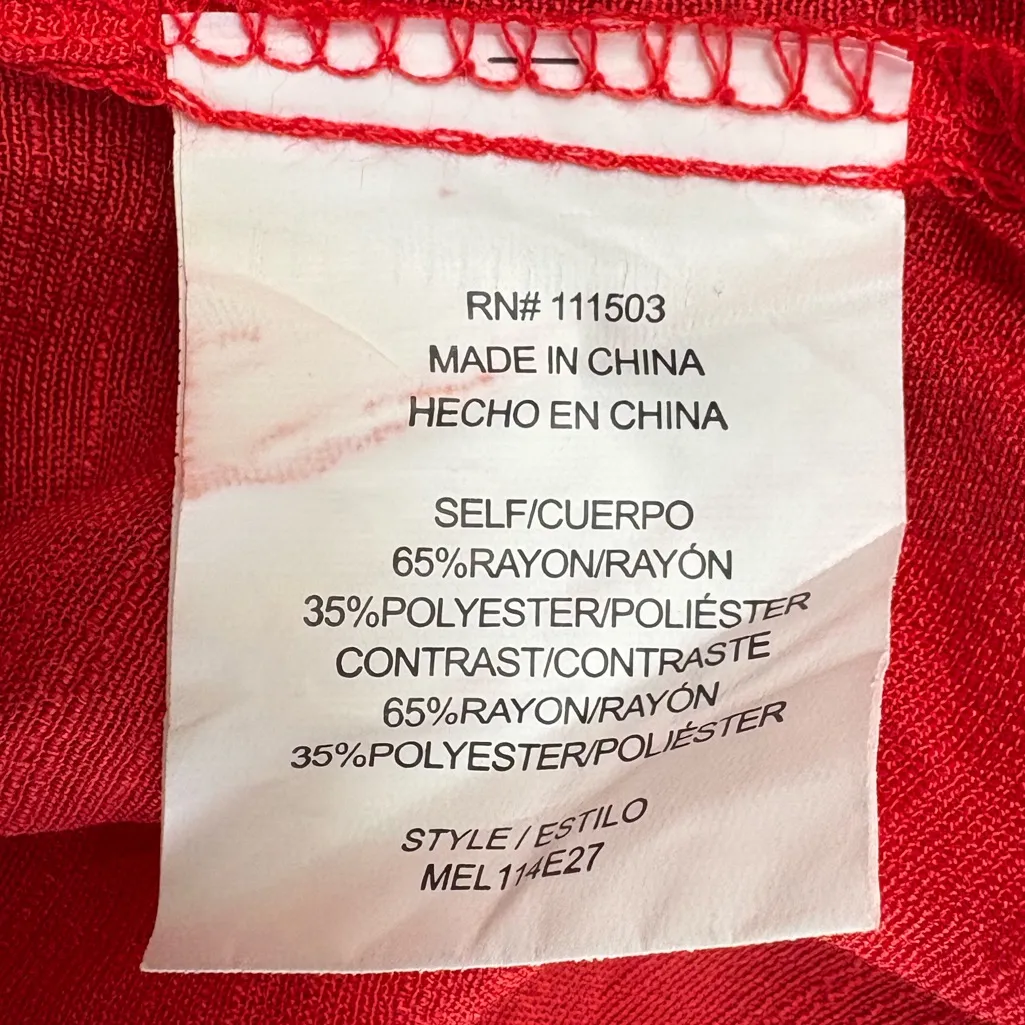 RN# 111503
MADE IN CHINA
HECHO EN CHINA
SELF/CUERPO
65%RAYON/RAYÓN
35%POLYESTER/POLIÉSTER
CONTRAST/CONTRASTE
65%RAYON/RAYÓN
35%POLYESTER/POLIÉSTER
STYLE / ESTILO
MEL114E27